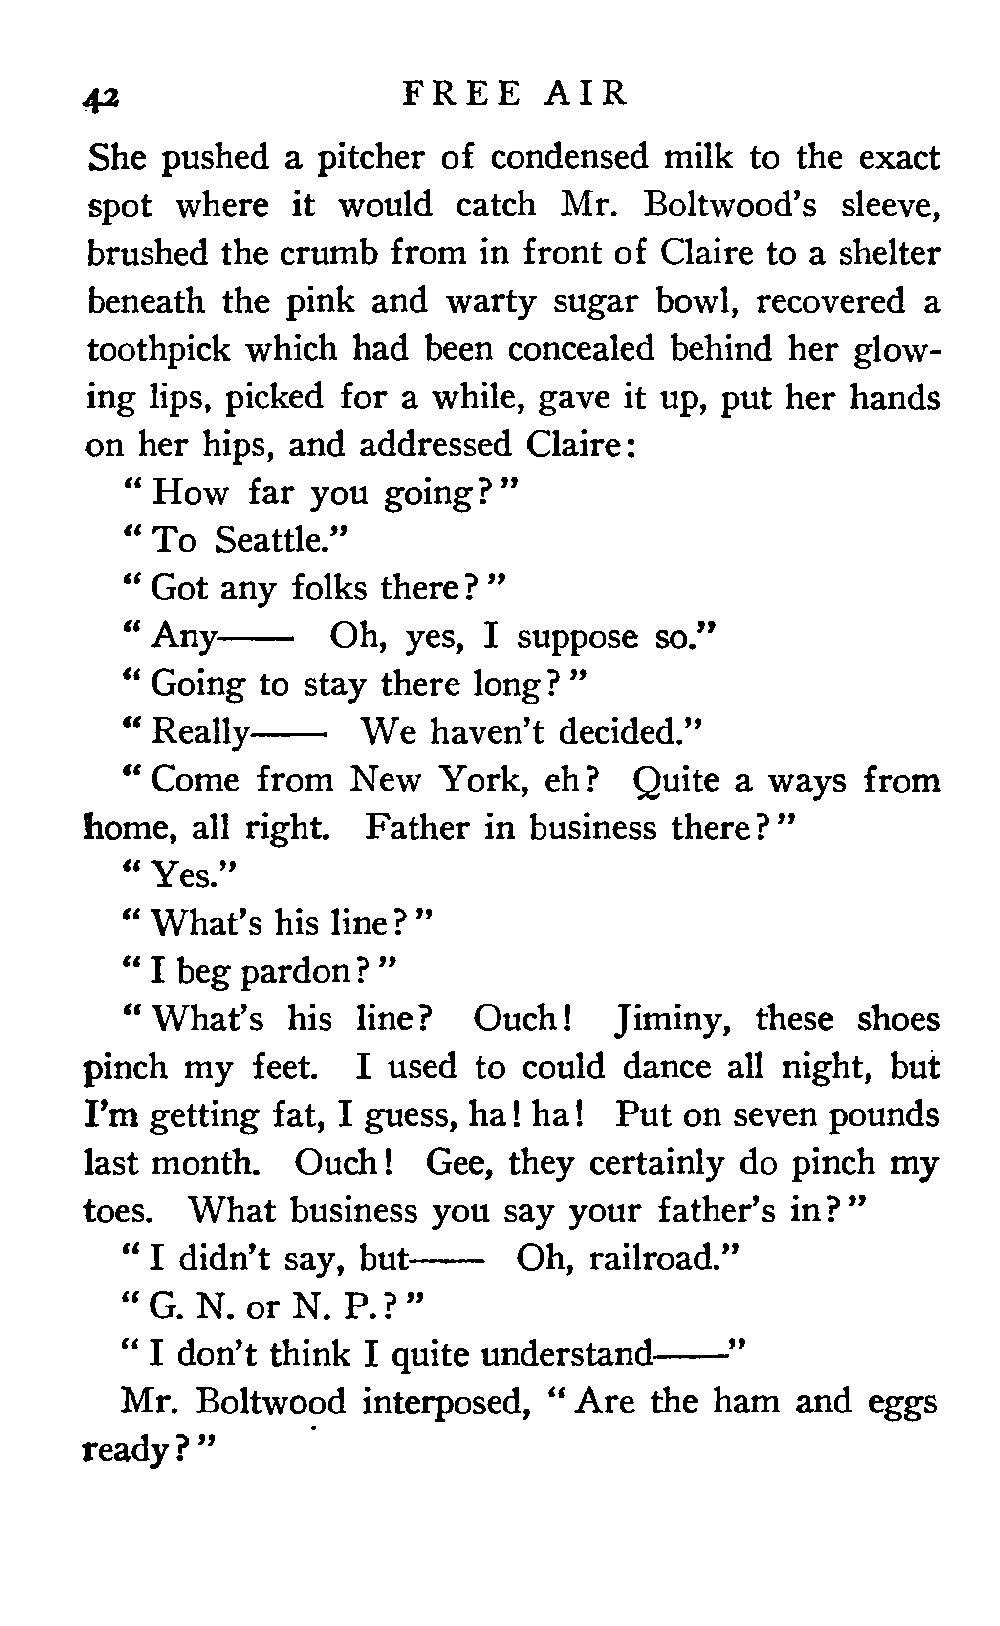 42 FREE AIR
She pushed a pitcher of condensed milk to the exact
spot where it would catch Mr. Boltwood's sleeve,
brushed the crumb from in front of Claire to a shelter
beneath the pink and warty sugar bowl, recovered a
toothpick which had been concealed behind her glow-
ing lips, picked for a while, gave it up, put her hands
on her hips, and addressed Claire:
" How far you going? "
" To Seattle."
" Got any folks there? "
" Any—— Oh, yes, I suppose so."
" Going to stay there long? "
" Really—— We haven't decided."
" Come from New York, eh? Quite a ways from
home, all right. Father in business there? "
" Yes."
" What's his line? "
" I beg pardon? "
" What's his line? Ouch! Jiminy, these shoes
pinch my feet. I used to could dance all night, but
I'm getting fat, I guess, ha! ha! Put on seven pounds
last month. Ouch! Gee, they certainly do pinch my
toes. What business you say your father's in? "
" I didn't say, but—— Oh, railroad."
" G. N. or N. P.? "
" I don't think I quite understand——"
Mr. Boltwood interposed, " Are the ham and eggs
ready? "